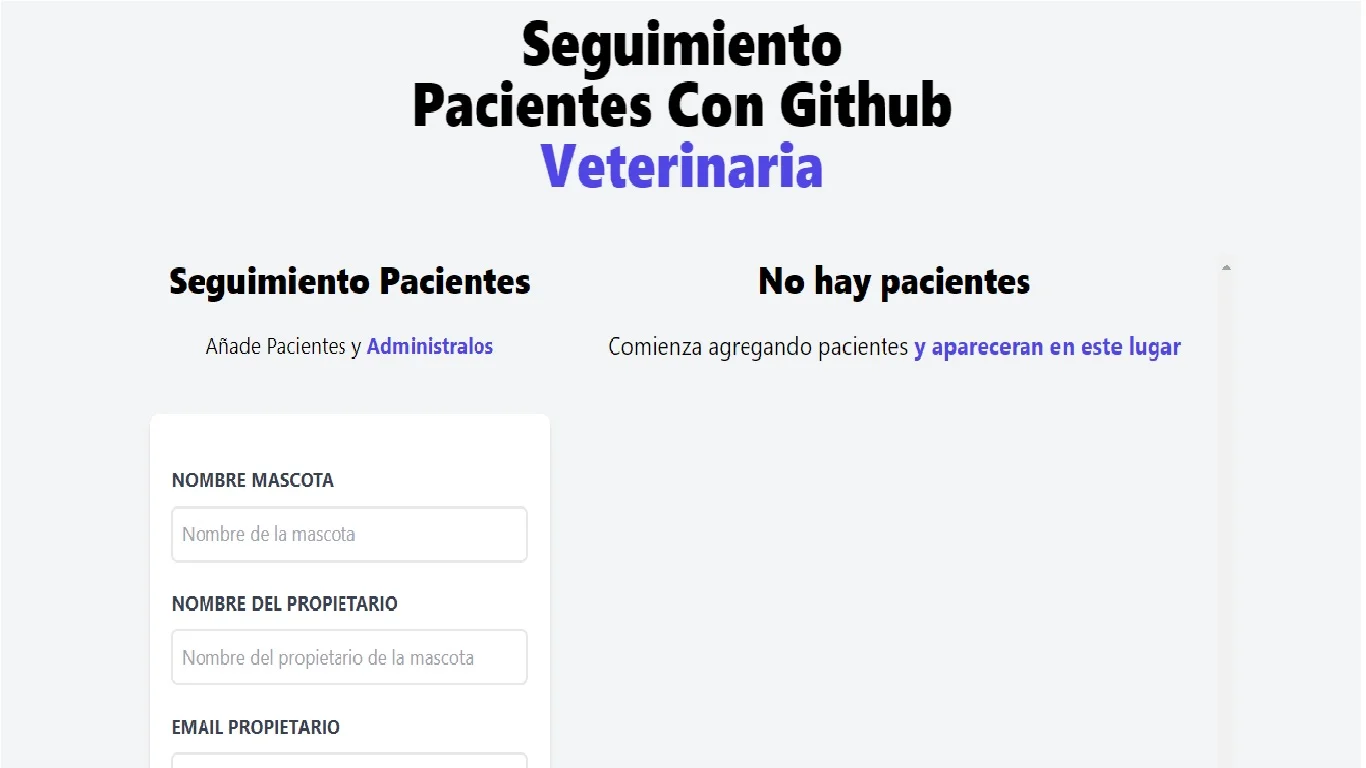 Seguimiento
Pacientes Con Github
Veterinaria
Seguimiento Pacientes
Añade Pacientes y Administralos
NOMBRE MASCOTA
Nombre de la mascota
NOMBRE DEL PROPIETARIO
Nombre del propietario de la mascota
EMAIL PROPIETARIO
No hay pacientes
Comienza agregando pacientes y apareceran en este lugar